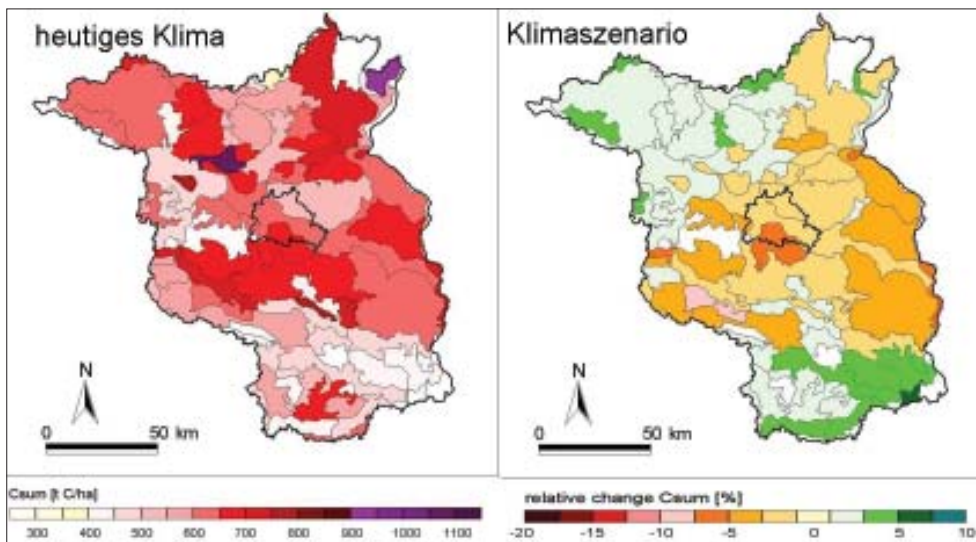 heutiges Klima
N
0 50 km
Csum [t C/ha]
300 400 500 600 700 800 900 1000 1100
Klimaszenario
N
0 50 km
relative change Csum [%]
-20 -15 -10 -5 0 5 10